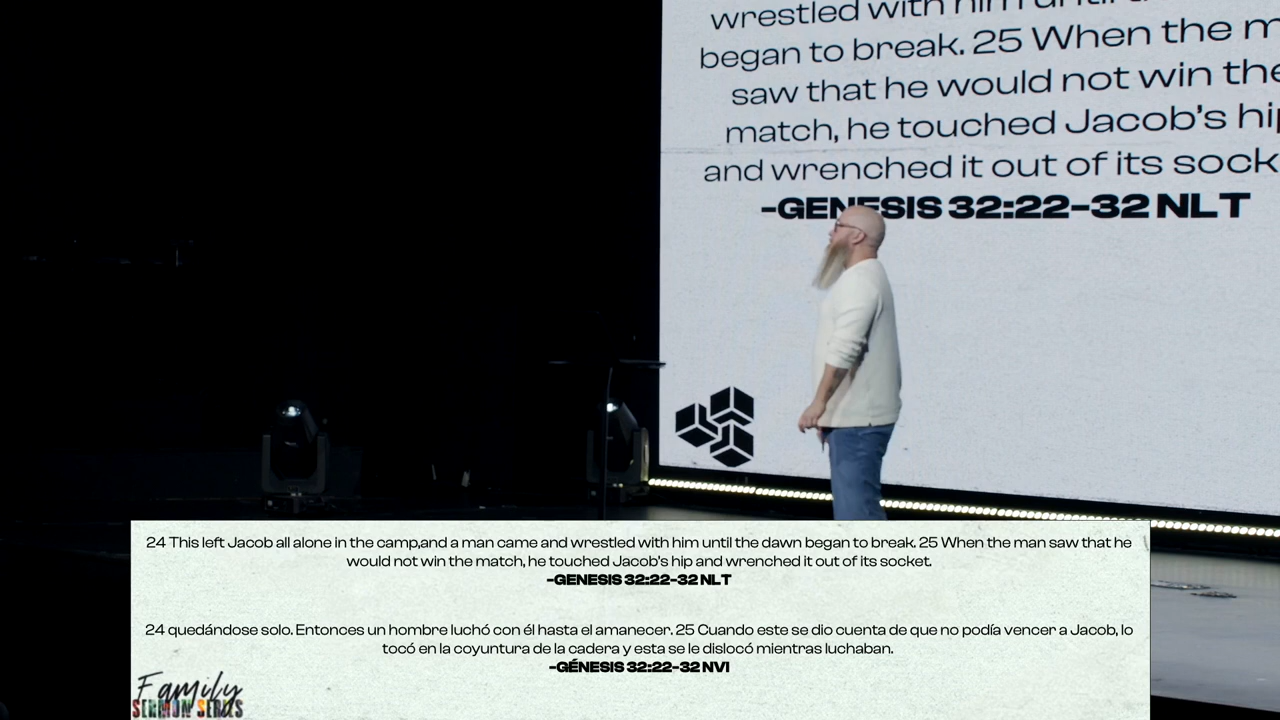 wrestled with him until the
began to break. 25 When the m
saw that he would not win the
match, he touched Jacob's hip
and wrenched it out of its sock
-GENESIS 32:22-32 NLT
24 This left Jacob all alone in the camp,and a man came and wrestled with him until the dawn began to break. 25 When the man saw that he
would not win the match, he touched Jacob's hip and wrenched it out of its socket.
-GENESIS 32:22-32 NLT
24 quedándose solo. Entonces un hombre luchó con él hasta el amanecer. 25 Cuando este se dio cuenta de que no podía vencer a Jacob, lo
tocó en la coyuntura de la cadera y esta se le dislocó mientras luchaban.
-GÉNESIS 32:22-32 NVI
Family
SERMON SERIES